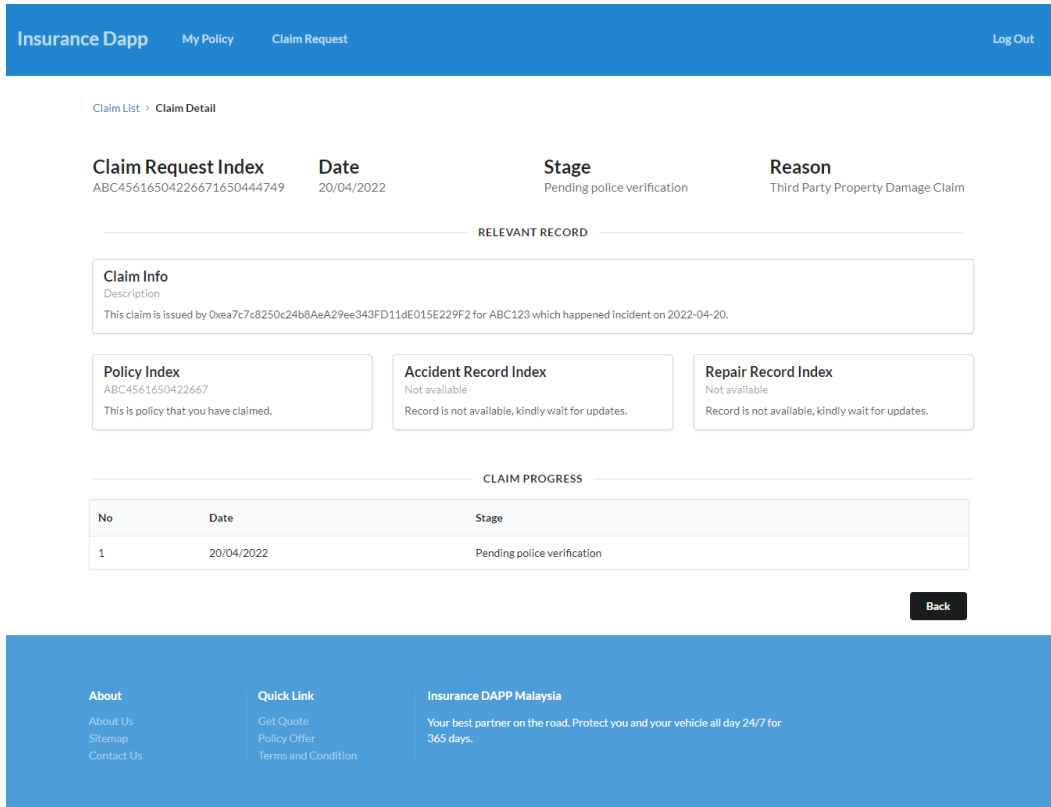 Insurance Dapp My Policy Claim Request Log Out
Claim List › Claim Detail
Claim Request Index Date Stage Reason
ABC45616504226671650444749 20/04/2022 Pending police verification Third Party Property Damage Claim
RELEVANT RECORD
Claim Info
Description
This claim is issued by 0xea7c7c8250c24b8AeA29ee343FD11dE015E229F2 for ABC123 which happened incident on 2022-04-20.
Policy Index Accident Record Index Repair Record Index
ABC4561650422667 Not available Not available
This is policy that you have claimed. Record is not available, kindly wait for updates. Record is not available, kindly wait for updates.
CLAIM PROGRESS
No Date Stage
1 20/04/2022 Pending police verification
Back
About Quick Link Insurance DAPP Malaysia
About Us Get Quote Your best partner on the road. Protect you and your vehicle all day 24/7 for
Sitemap Policy Offer 365 days.
Contact Us Terms and Condition